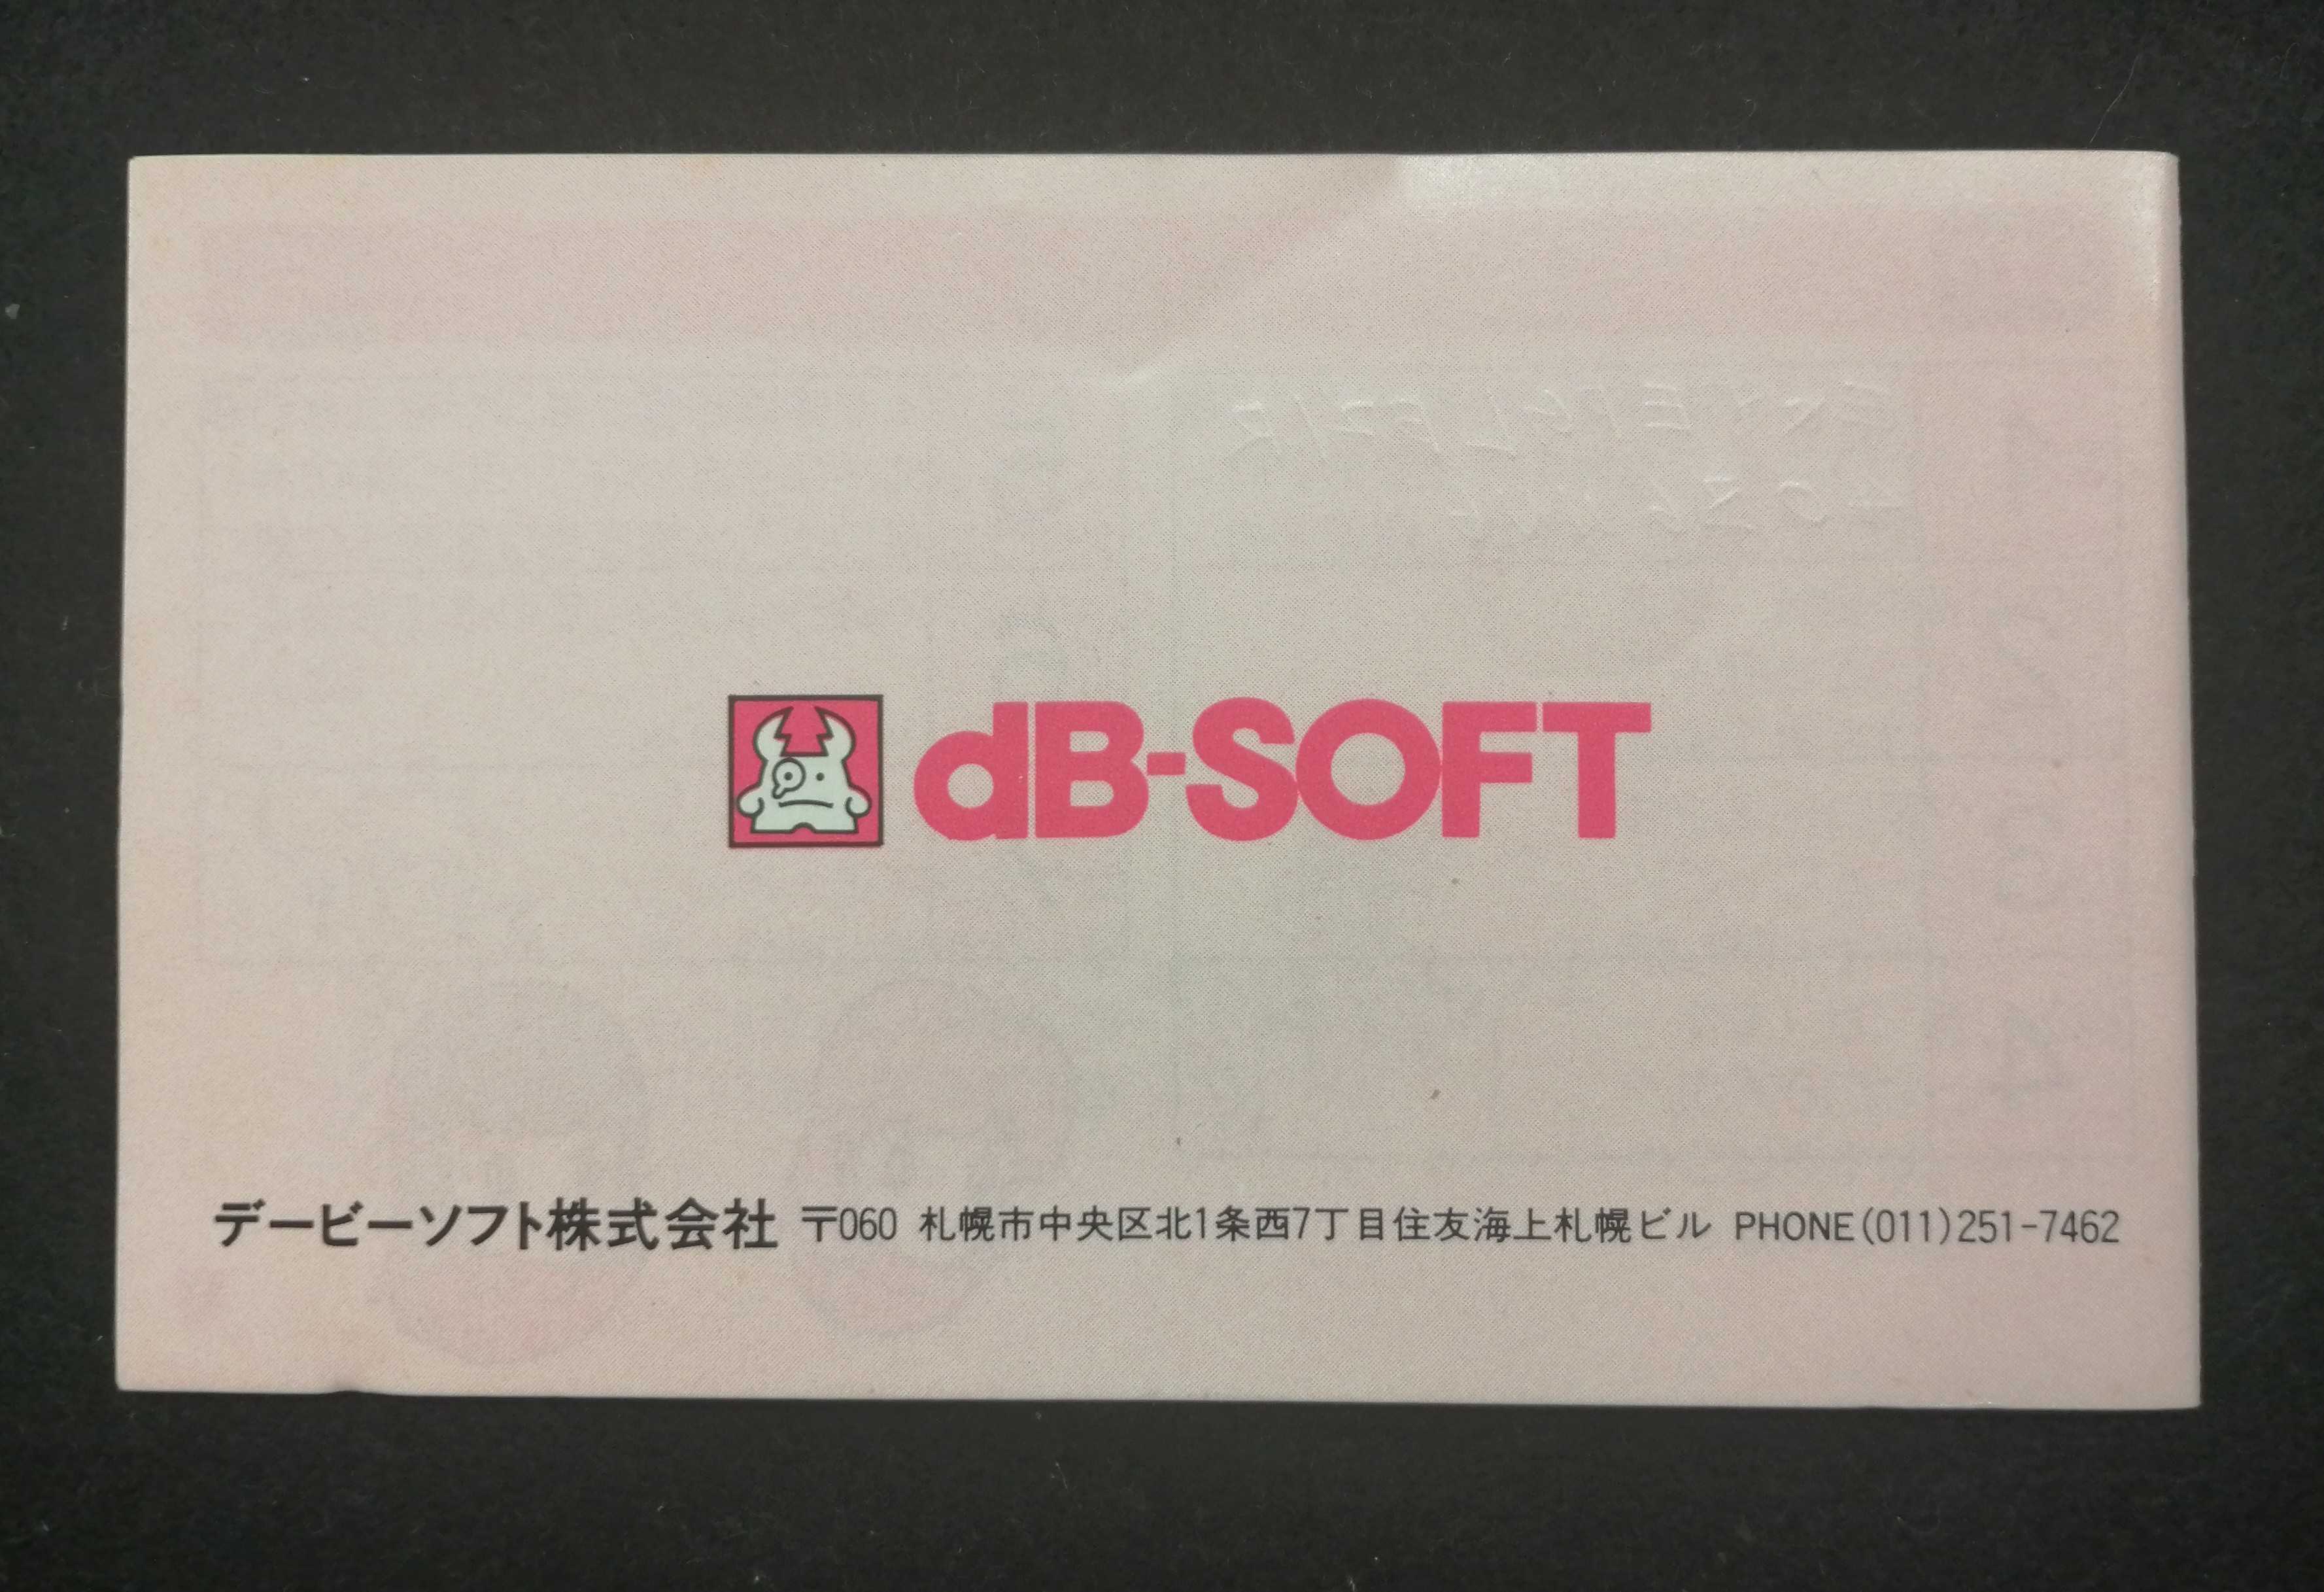 dB-SOFT
デービーソフト株式会社 〒060 札幌市中央区北1条西7丁目住友海上札幌ビル PHONE(011)251-7462